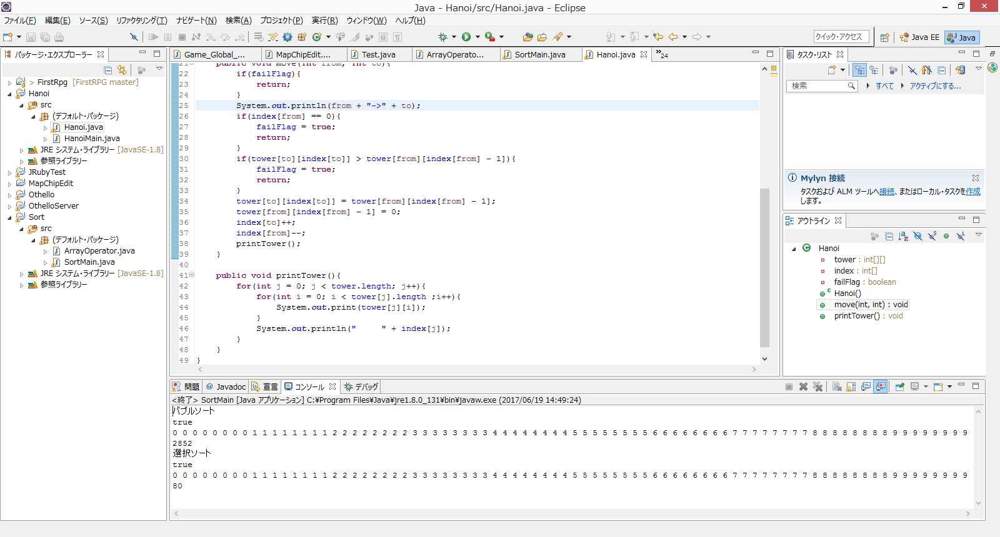 Java - Hanoi/src/Hanoi.java - Eclipse
ファイル(F) 編集(E) ソース(S) リファクタリング(T) ナビゲート(N) 検索(A) プロジェクト(P) 実行(R) ウィンドウ(W) ヘルプ(H)
クイック・アクセス Java EE Java
パッケージ・エクスプローラー
> FirstRpg [FirstRPG master]
Hanoi
src
(デフォルト・パッケージ)
Hanoi.java
HanoiMain.java
JRE システム・ライブラリー [JavaSE-1.8]
参照ライブラリー
JRubyTest
MapChipEdit
Othello
OthelloServer
Sort
src
(デフォルト・パッケージ)
ArrayOperator.java
SortMain.java
JRE システム・ライブラリー [JavaSE-1.8]
参照ライブラリー
Game_Global_... MapChipEdit.... Test.java ArrayOperato... SortMain.java Hanoi.java »24
21 public void move(int from, int to){
22 if(failFlag){
23 return;
24 }
25 System.out.println(from + "->" + to);
26 if(index[from] == 0){
27 failFlag = true;
28 return;
29 }
30 if(tower[to][index[to]] > tower[from][index[from] - 1]){
31 failFlag = true;
32 return;
33 }
34 tower[to][index[to]] = tower[from][index[from] - 1];
35 tower[from][index[from] - 1] = 0;
36 index[to]++;
37 index[from]--;
38 printTower();
39 }
40
41 public void printTower(){
42 for(int j = 0; j < tower.length; j++){
43 for(int i = 0; i < tower[j].length ;i++){
44 System.out.print(tower[j][i]);
45 }
46 System.out.println("     " + index[j]);
47 }
48 }
49 }
タスク・リスト
検索 すべて アクティブにする...
Mylyn 接続
タスクおよび ALM ツールへ接続、またはローカル・タスクを作成
します。
アウトライン
Hanoi
tower : int[][]
index : int[]
failFlag : boolean
Hanoi()
move(int, int) : void
printTower() : void
問題 @ Javadoc 宣言 コンソール デバッグ
<終了> SortMain [Java アプリケーション] C:¥Program Files¥Java¥jre1.8.0_131¥bin¥javaw.exe (2017/06/19 14:49:24)
バブルソート
true
0 0 0 0 0 0 0 0 1 1 1 1 1 1 1 1 2 2 2 2 2 2 2 2 3 3 3 3 3 3 3 3 4 4 4 4 4 4 4 4 5 5 5 5 5 5 5 5 6 6 6 6 6 6 6 6 7 7 7 7 7 7 7 7 8 8 8 8 8 8 8 8 9 9 9 9 9 9 9 9
2852
選択ソート
true
0 0 0 0 0 0 0 0 1 1 1 1 1 1 1 1 2 2 2 2 2 2 2 2 3 3 3 3 3 3 3 3 4 4 4 4 4 4 4 4 5 5 5 5 5 5 5 5 6 6 6 6 6 6 6 6 7 7 7 7 7 7 7 7 8 8 8 8 8 8 8 8 9 9 9 9 9 9 9 9
80